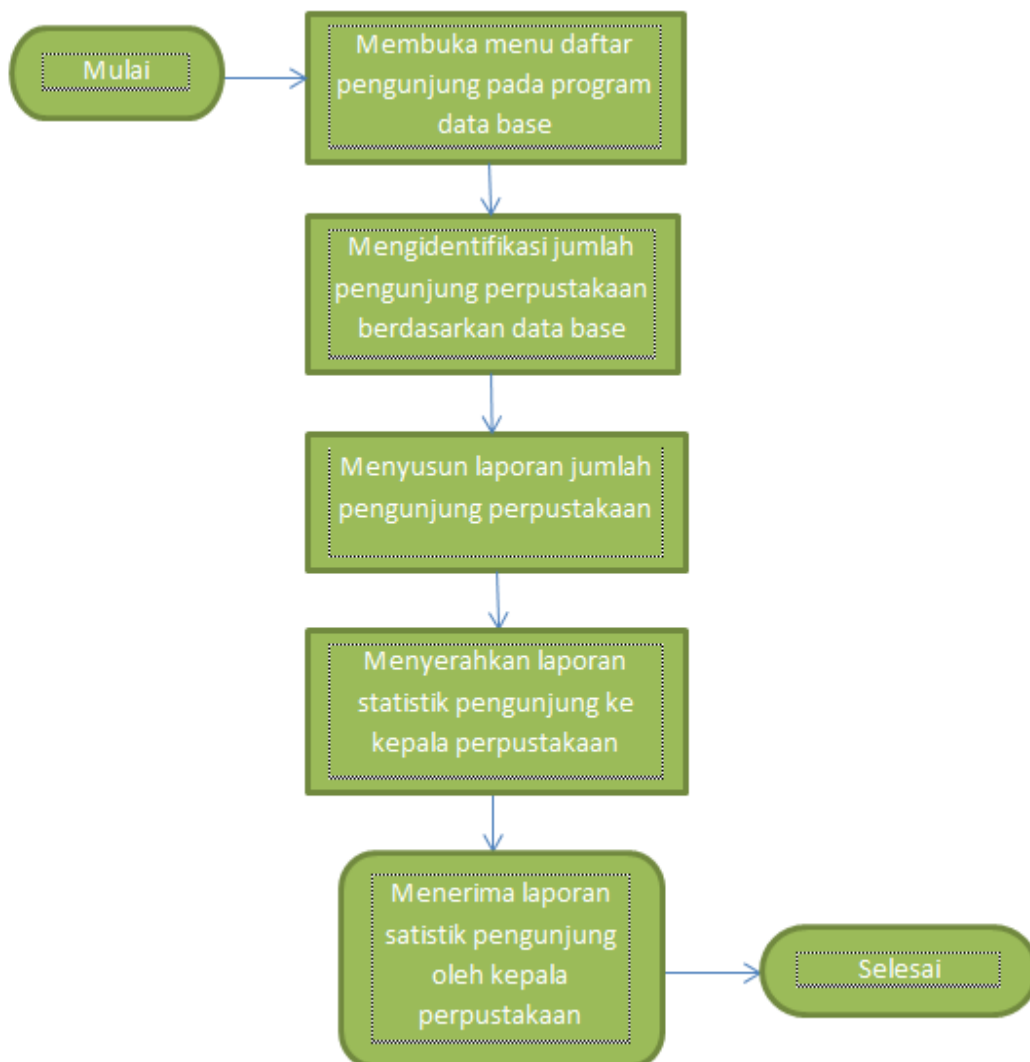 Mulai
Membuka menu daftar
pengunjung pada program
data base
Mengidentifikasi jumlah
pengunjung perpustakaan
berdasarkan data base
Menyusun laporan jumlah
pengunjung perpustakaan
Menyerahkan laporan
statistik pengunjung ke
kepala perpustakaan
Menerima laporan
satistik pengunjung
oleh kepala
perpustakaan
Selesai